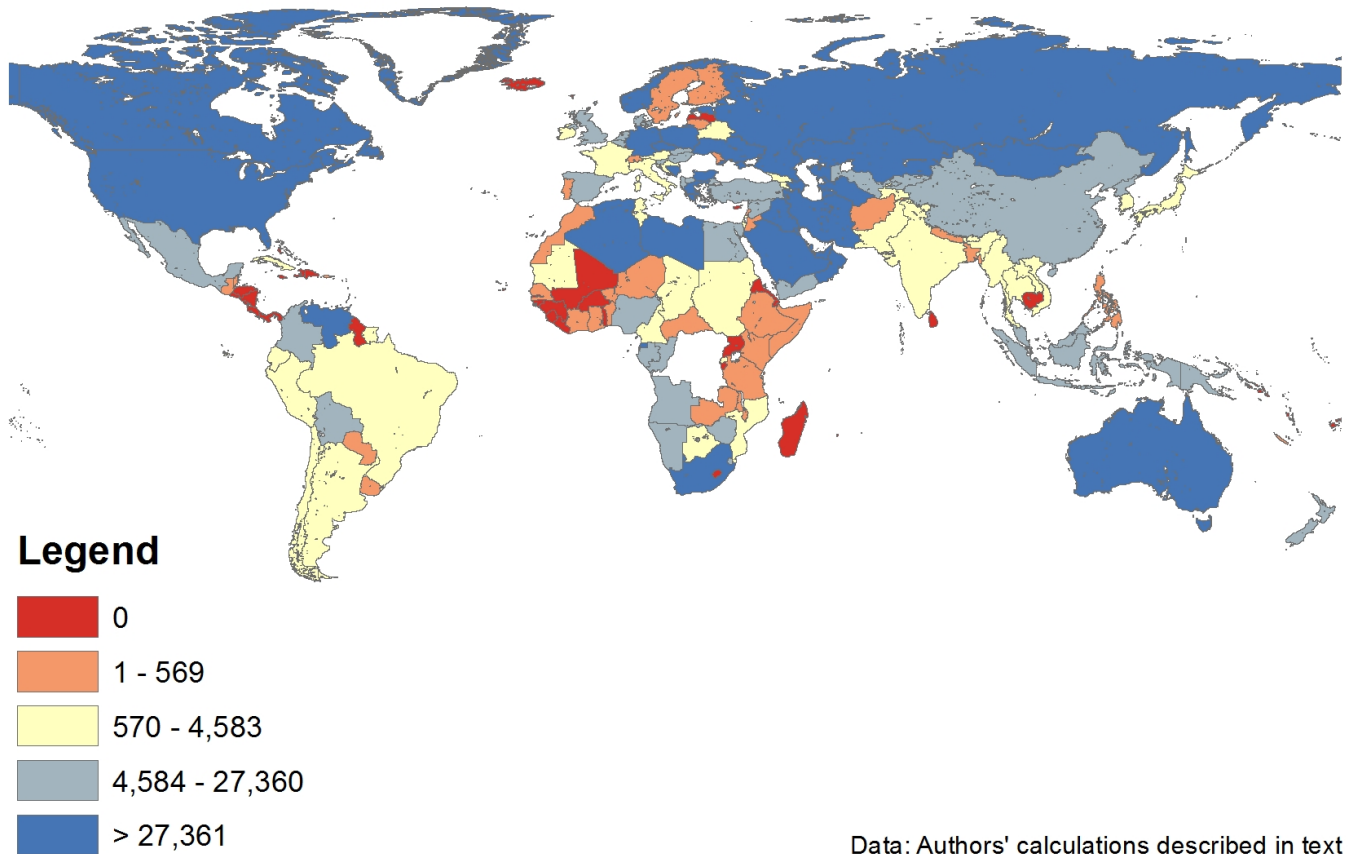 Legend
0
1 - 569
570 - 4,583
4,584 - 27,360
> 27,361
Data: Authors' calculations described in text